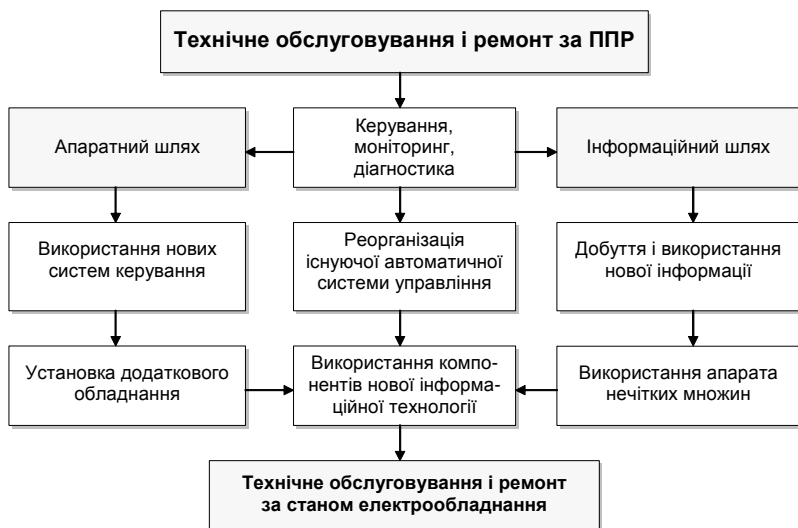 Технічне обслуговування і ремонт за ППР
Апаратний шлях
Керування,
моніторинг,
діагностика
Інформаційний шлях
Використання нових
систем керування
Реорганізація
існуючої автоматичної
системи управління
Добуття і використання
нової інформації
Установка додаткового
обладнання
Використання компо-
нентів нової інформа-
ційної технології
Використання апарата
нечітких множин
Технічне обслуговування і ремонт
за станом електрообладнання